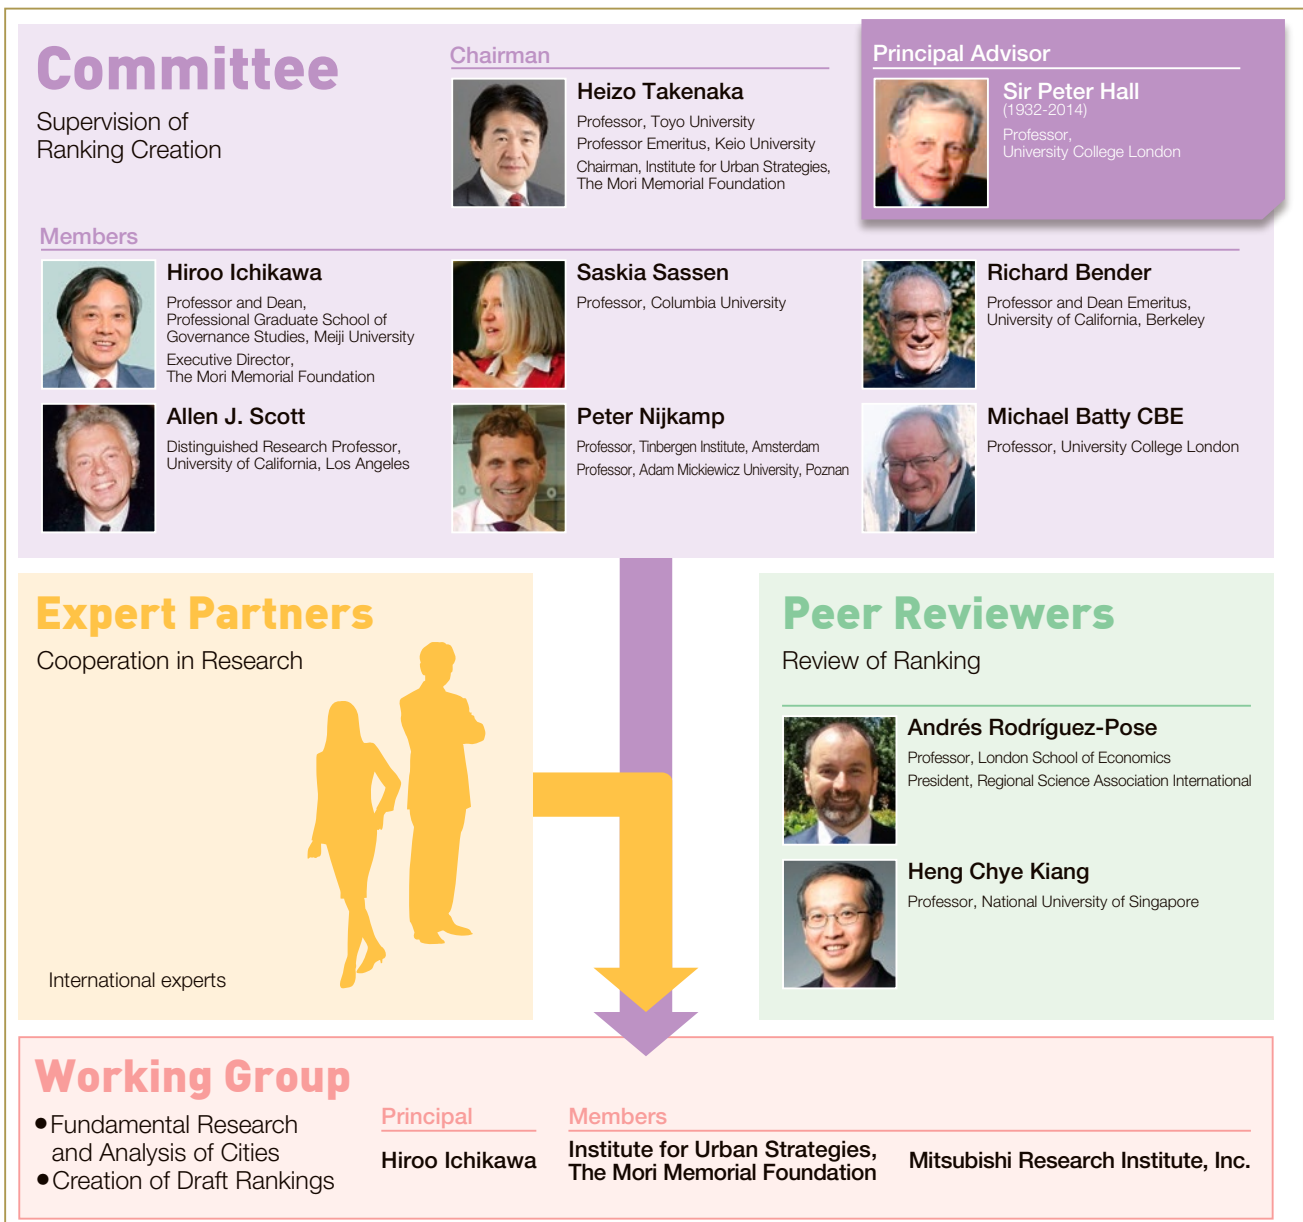 Committee
Supervision of
Ranking Creation
Chairman
Heizo Takenaka
Professor, Toyo University
Professor Emeritus, Keio University
Chairman, Institute for Urban Strategies,
The Mori Memorial Foundation
Principal Advisor
Sir Peter Hall
(1932-2014)
Professor,
University College London
Members
Hiroo Ichikawa
Professor and Dean,
Professional Graduate School of
Governance Studies, Meiji University
Executive Director,
The Mori Memorial Foundation
Saskia Sassen
Professor, Columbia University
Richard Bender
Professor and Dean Emeritus,
University of California, Berkeley
Allen J. Scott
Distinguished Research Professor,
University of California, Los Angeles
Peter Nijkamp
Professor, Tinbergen Institute, Amsterdam
Professor, Adam Mickiewicz University, Poznan
Michael Batty CBE
Professor, University College London
Expert Partners
Cooperation in Research
International experts
Peer Reviewers
Review of Ranking
Andrés Rodríguez-Pose
Professor, London School of Economics
President, Regional Science Association International
Heng Chye Kiang
Professor, National University of Singapore
Working Group
●Fundamental Research
and Analysis of Cities
●Creation of Draft Rankings
Principal
Hiroo Ichikawa
Members
Institute for Urban Strategies,
The Mori Memorial Foundation
Mitsubishi Research Institute, Inc.